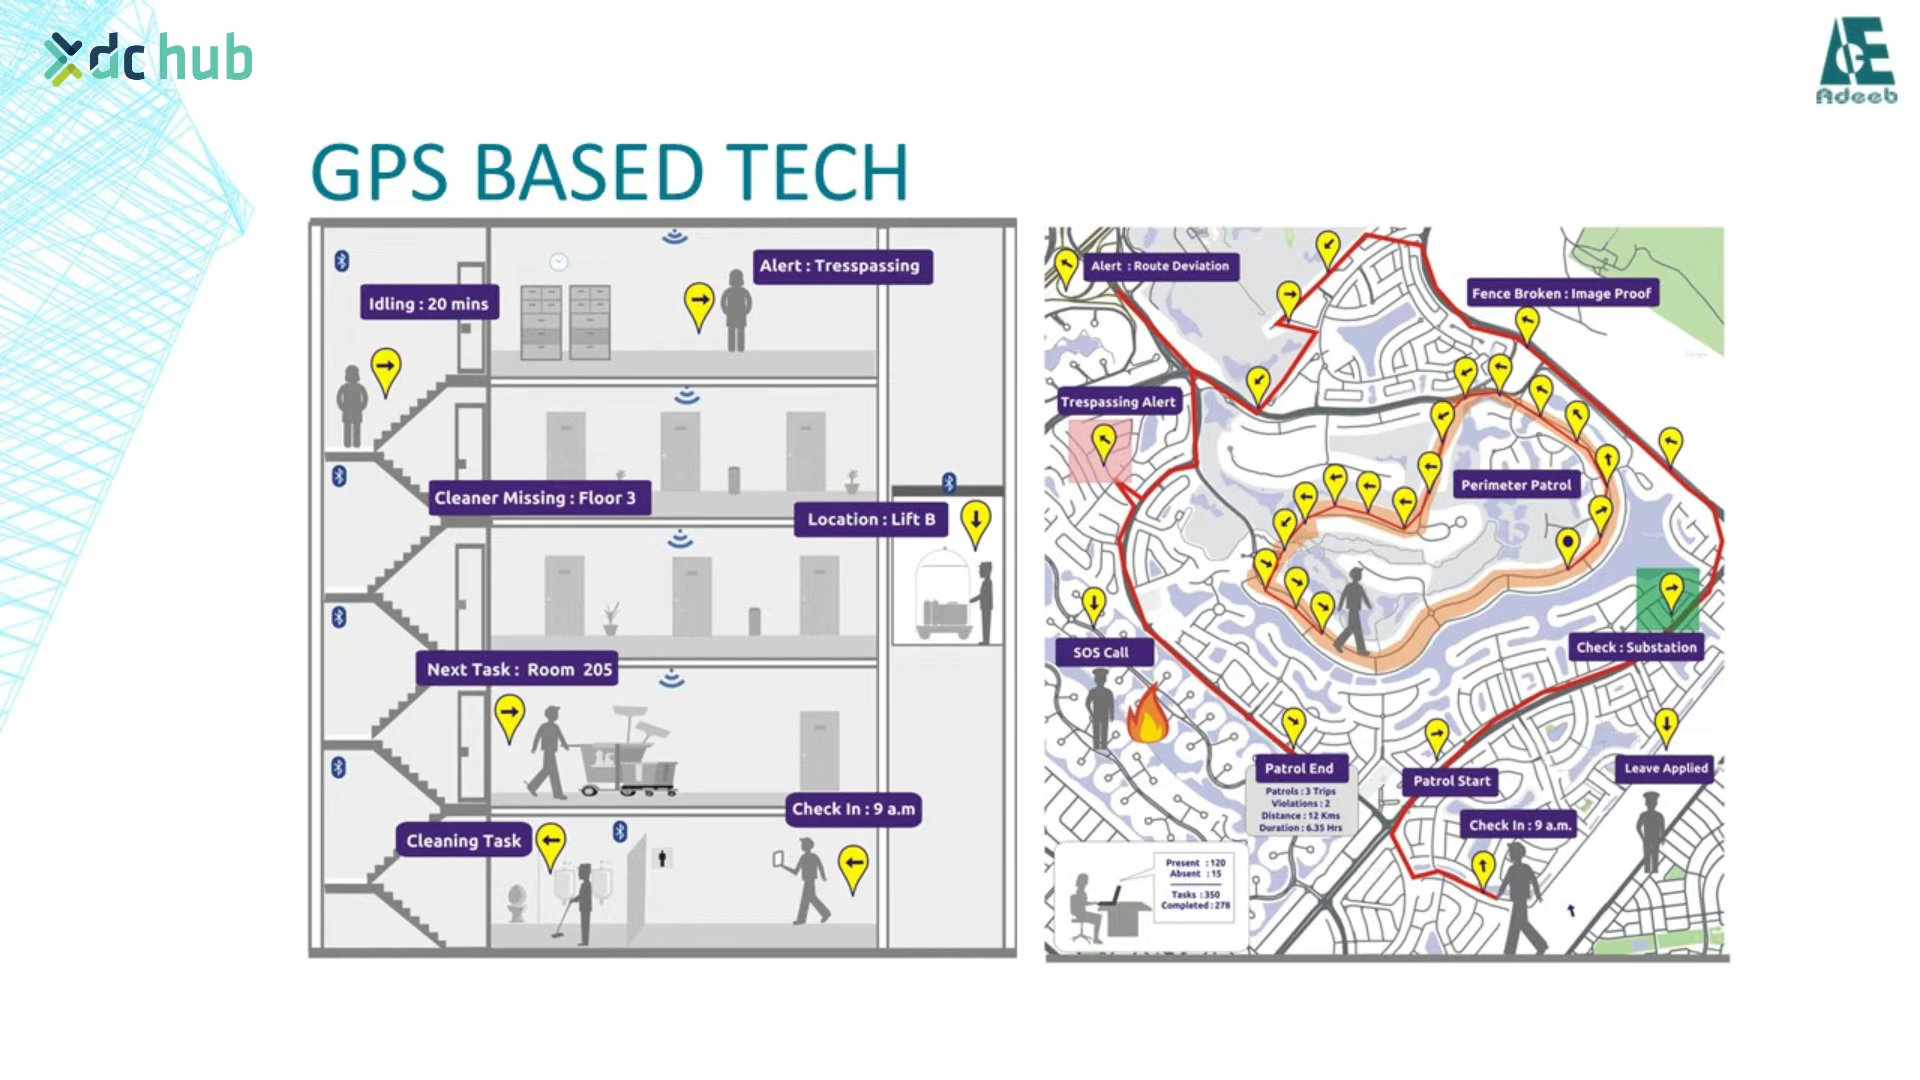 dc hub
AGE
Adeeb
GPS BASED TECH
Alert : Tresspassing
Idling : 20 mins
Cleaner Missing : Floor 3
Location : Lift B
Next Task : Room 205
Check In : 9 a.m
Cleaning Task
Alert : Route Deviation
Fence Broken : Image Proof
Trespassing Alert
Perimeter Patrol
SOS Call
Check : Substation
Patrol End
Patrols : 3 Trips
Violations : 2
Distance : 12 Kms
Duration : 6.35 Hrs
Patrol Start
Leave Applied
Check In : 9 a.m.
Present : 120
Absent : 15
Tasks : 350
Completed : 278